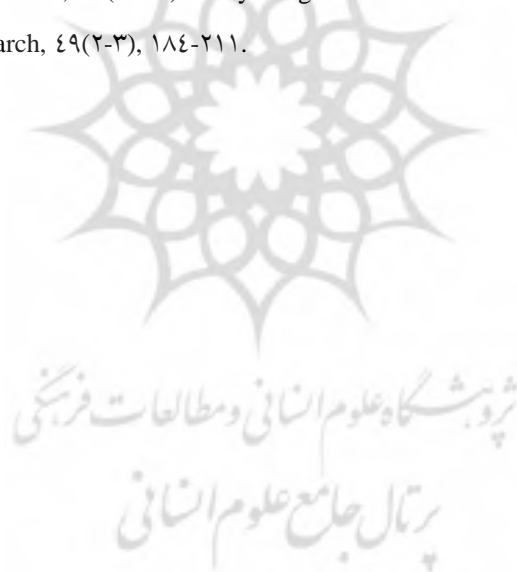 arch, ٤٩(٢-٣), ١٨٤-٢١١.
پژوهشگاه علوم انسانی و مطالعات فرهنگی
پرتال جامع علوم انسانی